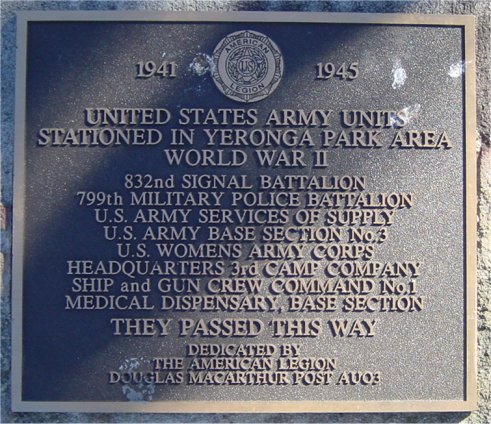 1941 AMERICAN LEGION US 1945
UNITED STATES ARMY UNITS
STATIONED IN YERONGA PARK AREA
WORLD WAR II
832nd SIGNAL BATTALION
799th MILITARY POLICE BATTALION
U.S. ARMY SERVICES OF SUPPLY
U.S. ARMY BASE SECTION No 3
U.S. WOMENS ARMY CORPS
HEADQUARTERS 3rd CAMP COMPANY
SHIP and GUN CREW COMMAND No.1
MEDICAL DISPENSARY, BASE SECTION
THEY PASSED THIS WAY
DEDICATED BY
THE AMERICAN LEGION
DOUGLAS MACARTHUR POST AUO3